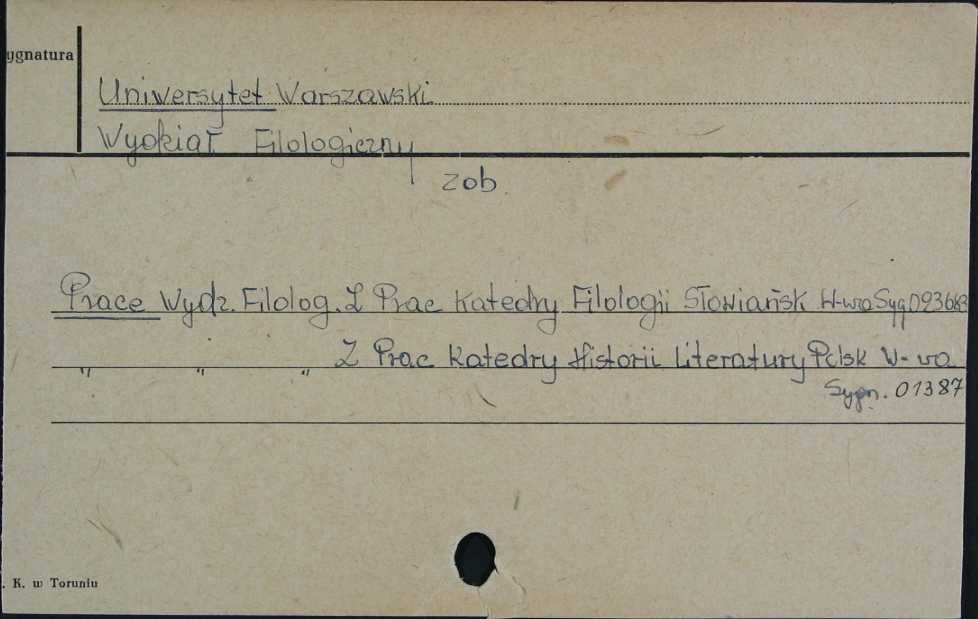 ygnatura
Uniwersytet Warszawski
Wydział Filologiczny
zob.
Prace Wydz. Filolog. Z Prac Katedry Filologii Słowiańsk W-wa Syg
" " " Z Prac Katedry Historii Literatury Polsk W-wa
Sygn. 01387
. K. w Toruniu